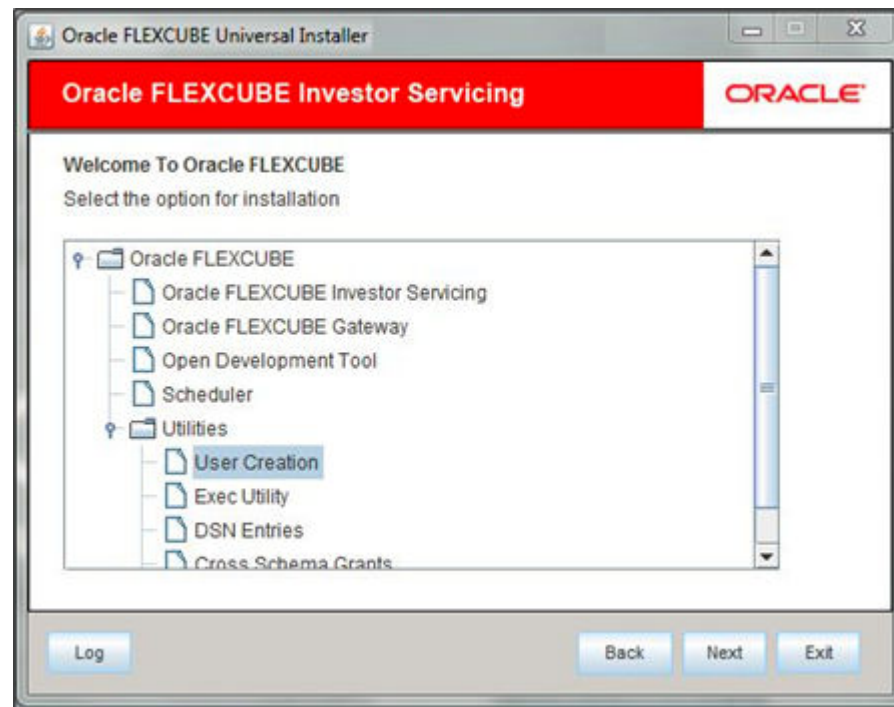 Oracle FLEXCUBE Universal Installer
Oracle FLEXCUBE Investor Servicing
ORACLE
Welcome To Oracle FLEXCUBE
Select the option for installation
Oracle FLEXCUBE
Oracle FLEXCUBE Investor Servicing
Oracle FLEXCUBE Gateway
Open Development Tool
Scheduler
Utilities
User Creation
Exec Utility
DSN Entries
Cross Schema Grants
Log Back Next Exit